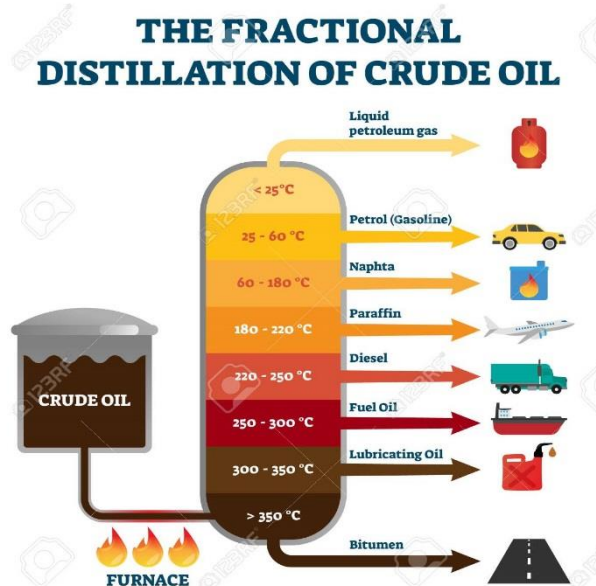 THE FRACTIONAL
DISTILLATION OF CRUDE OIL
Liquid
petroleum gas
< 25°C
Petrol (Gasoline)
25 - 60 °C
Naphta
60 - 180 °C
Paraffin
180 - 220 °C
Diesel
220 - 250 °C
Fuel Oil
250 - 300 °C
Lubricating Oil
300 - 350 °C
> 350 °C
Bitumen
CRUDE OIL
FURNACE
123RF